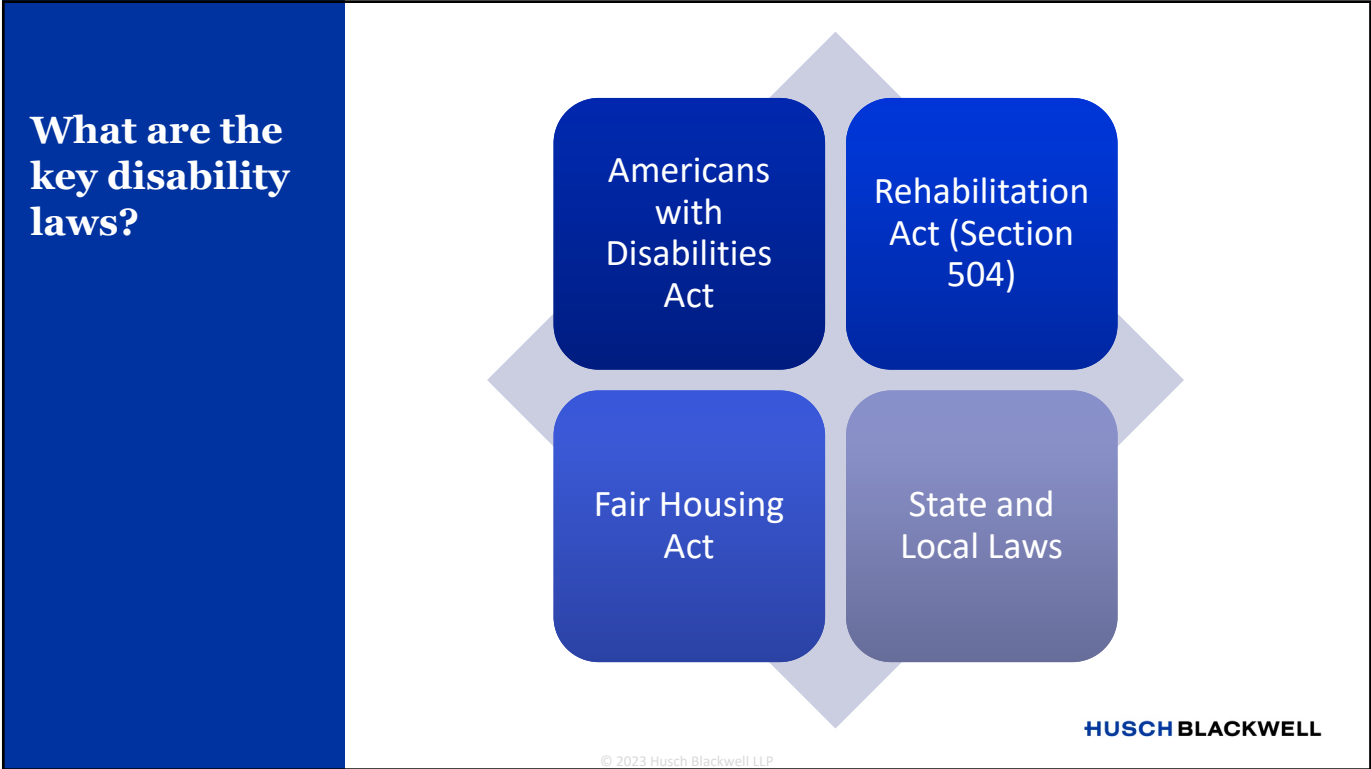 What are the
key disability
laws?
Americans
with
Disabilities
Act
Rehabilitation
Act (Section
504)
Fair Housing
Act
State and
Local Laws
HUSCH BLACKWELL
© 2023 Husch Blackwell LLP